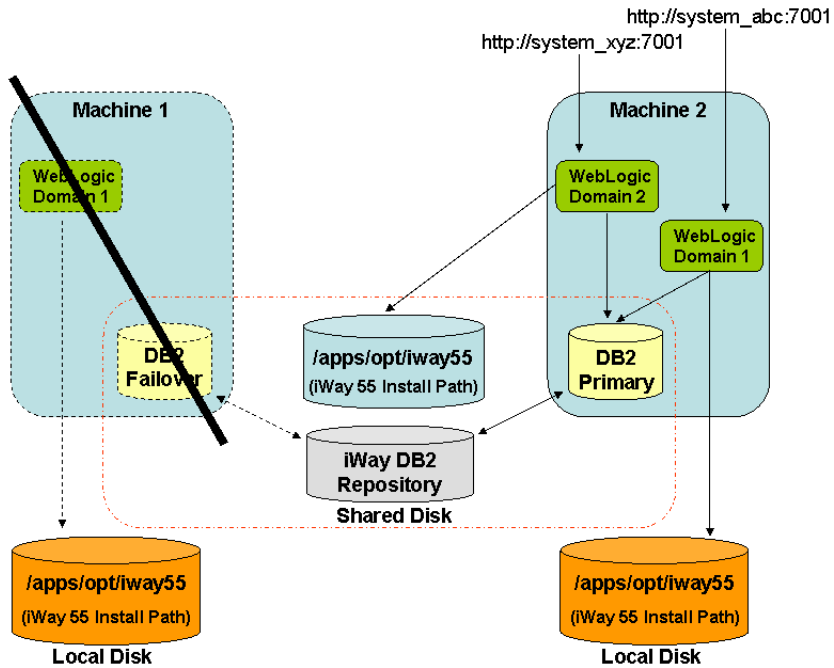 http://system_abc:7001
http://system_xyz:7001
Machine 1
WebLogic
Domain 1
DB2
Failover
Machine 2
WebLogic
Domain 2
WebLogic
Domain 1
DB2
Primary
/apps/opt/iway55
(iWay 55 Install Path)
iWay DB2
Repository
Shared Disk
/apps/opt/iway55
(iWay 55 Install Path)
Local Disk
/apps/opt/iway55
(iWay 55 Install Path)
Local Disk